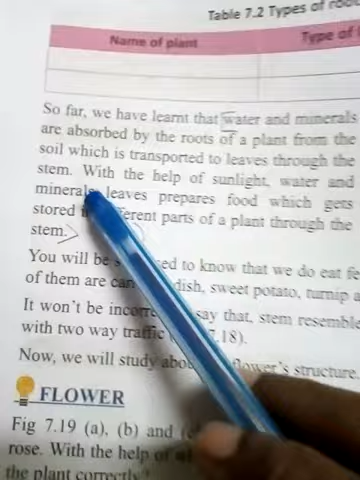 Table 7.2 Types of
Name of plant
Type of
So far, we have learnt that water and minerals
are absorbed by the roots of a plant from the
soil which is transported to leaves through the
stem. With the help of sunlight, water and
minerals leaves prepares food which gets
stored parts of a plant through the
stem.
You will be to know that we do eat
of them are sweet potato, turnip
It won't be say that, stem
with two way 7.18).
Now, we will study flower's structure.
FLOWER
Fig 7.19 (a), (b) and
rose. With the help of
the plant correctly